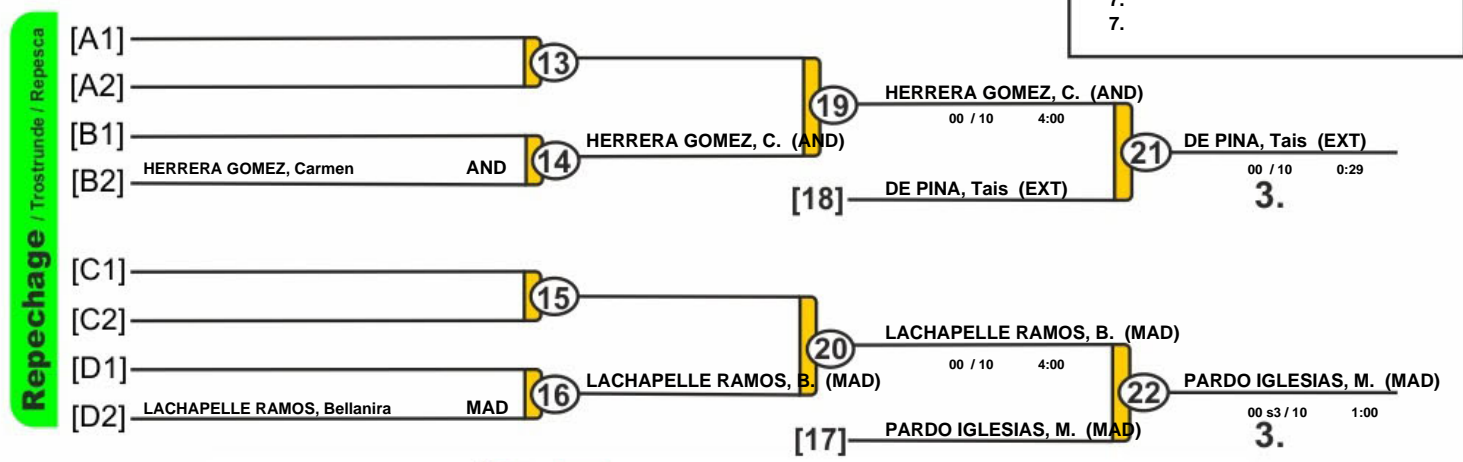 7.
7.
Repechage / Trostrunde / Repesca
[A1]
13
[A2]
19
HERRERA GOMEZ, C. (AND)
00 / 10 4:00
[B1]
HERRERA GOMEZ, C. (AND)
21
DE PINA, Tais (EXT)
00 / 10 0:29
3.
14
HERRERA GOMEZ, Carmen AND
[B2]
[18]
DE PINA, Tais (EXT)
[C1]
15
[C2]
20
LACHAPELLE RAMOS, B. (MAD)
00 / 10 4:00
[D1]
LACHAPELLE RAMOS, B. (MAD)
22
PARDO IGLESIAS, M. (MAD)
00 s3 / 10 1:00
3.
16
LACHAPELLE RAMOS, Bellanira MAD
[D2]
[17]
PARDO IGLESIAS, M. (MAD)